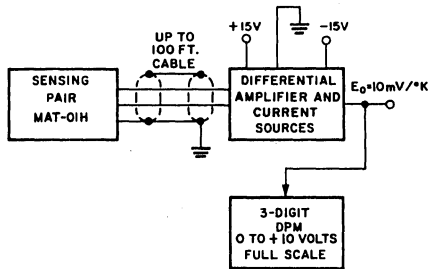 UP TO
100 FT.
CABLE
+15V
-15V
SENSING
PAIR
MAT-01H
DIFFERENTIAL
AMPLIFIER AND
CURRENT
SOURCES
E₀=10mV/°K
3-DIGIT
DPM
0 TO +10 VOLTS
FULL SCALE